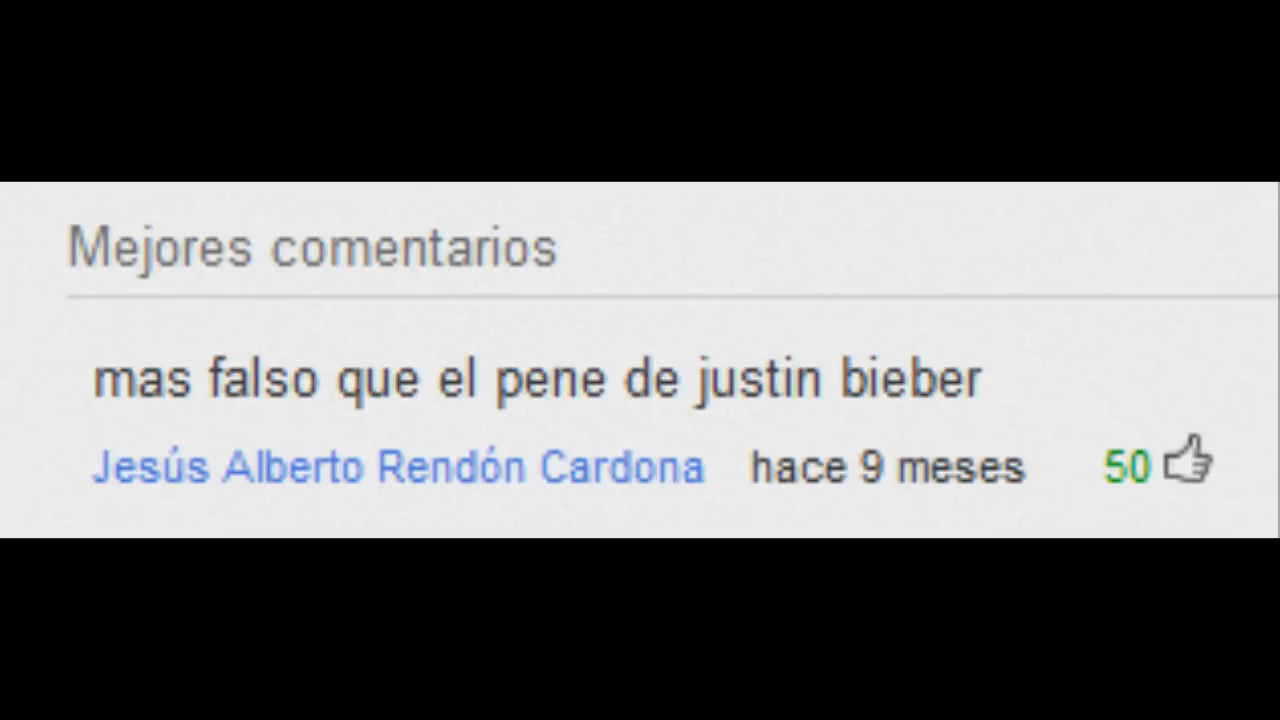 Mejores comentarios
mas falso que el pene de justin bieber
Jesús Alberto Rendón Cardona hace 9 meses 50